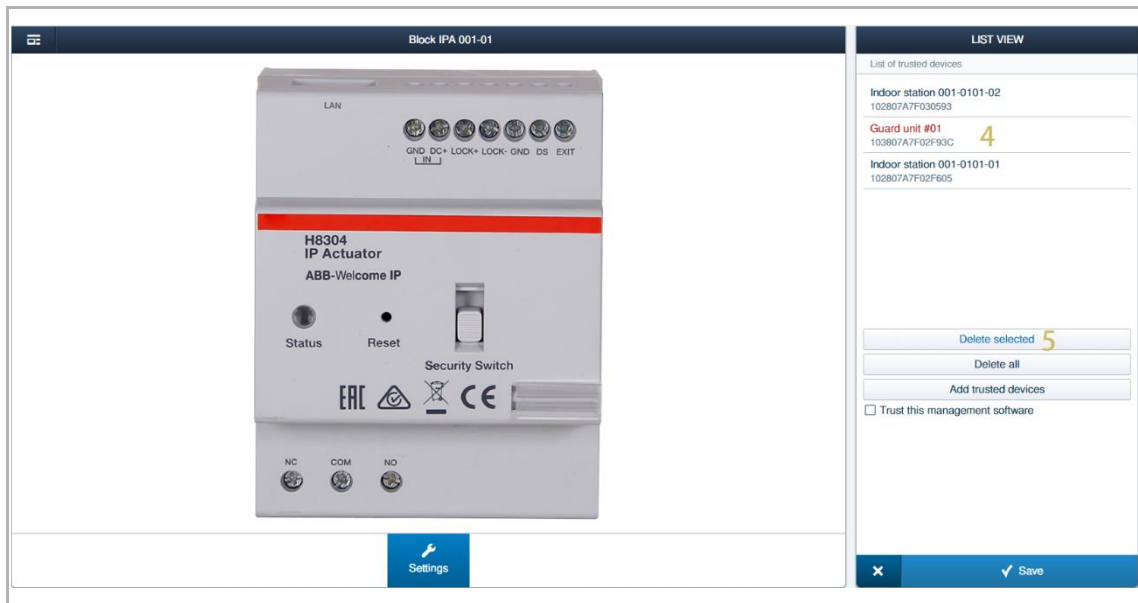 Block IPA 001-01
LAN
GND DC+ LOCK+ LOCK- GND DS EXIT
IN
H8304
IP Actuator
ABB-Welcome IP
Status
Reset
Security Switch
EAC CE
NC COM NO
Settings
LIST VIEW
List of trusted devices
Indoor station 001-0101-02
102807A7F030593
Guard unit #01
103807A7F02F93C
4
Indoor station 001-0101-01
102807A7F02F605
Delete selected 5
Delete all
Add trusted devices
Trust this management software
Save